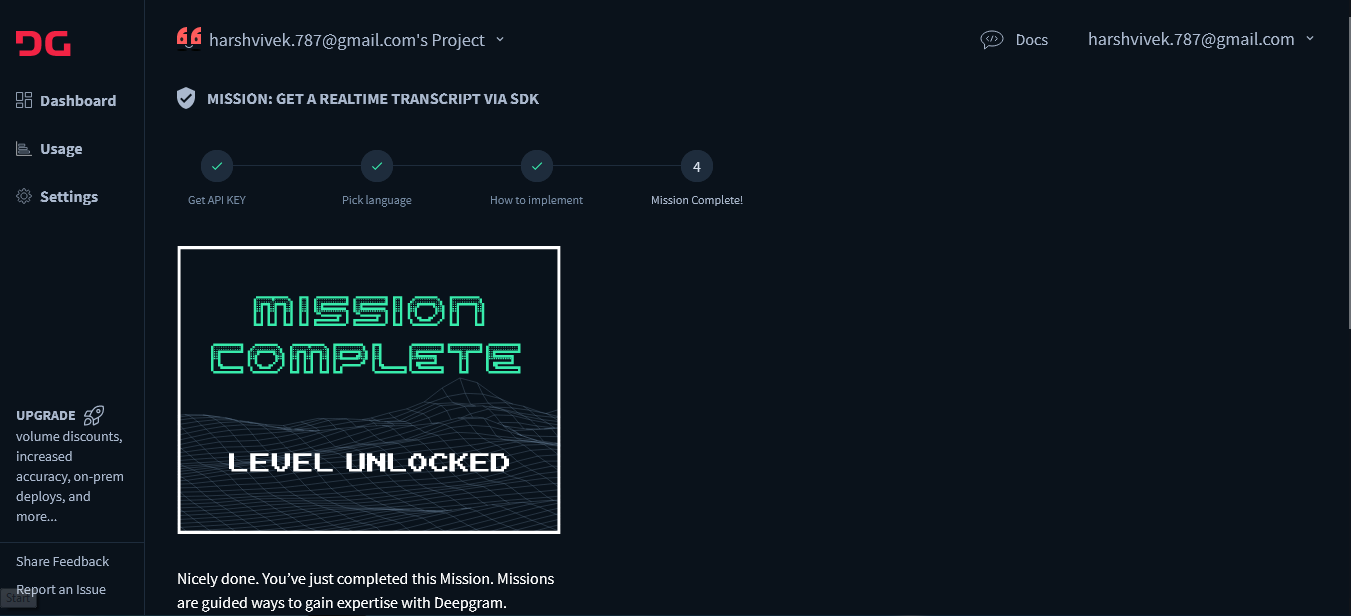 DG
harshvivek.787@gmail.com's Project
Docs
harshvivek.787@gmail.com
Dashboard
Usage
Settings
MISSION: GET A REALTIME TRANSCRIPT VIA SDK
4
Get API KEY
Pick language
How to implement
Mission Complete!
MISSION
COMPLETE
LEVEL UNLOCKED
UPGRADE
volume discounts,
increased
accuracy, on-prem
deploys, and
more...
Share Feedback
Report an Issue
Start
Nicely done. You’ve just completed this Mission. Missions
are guided ways to gain expertise with Deepgram.